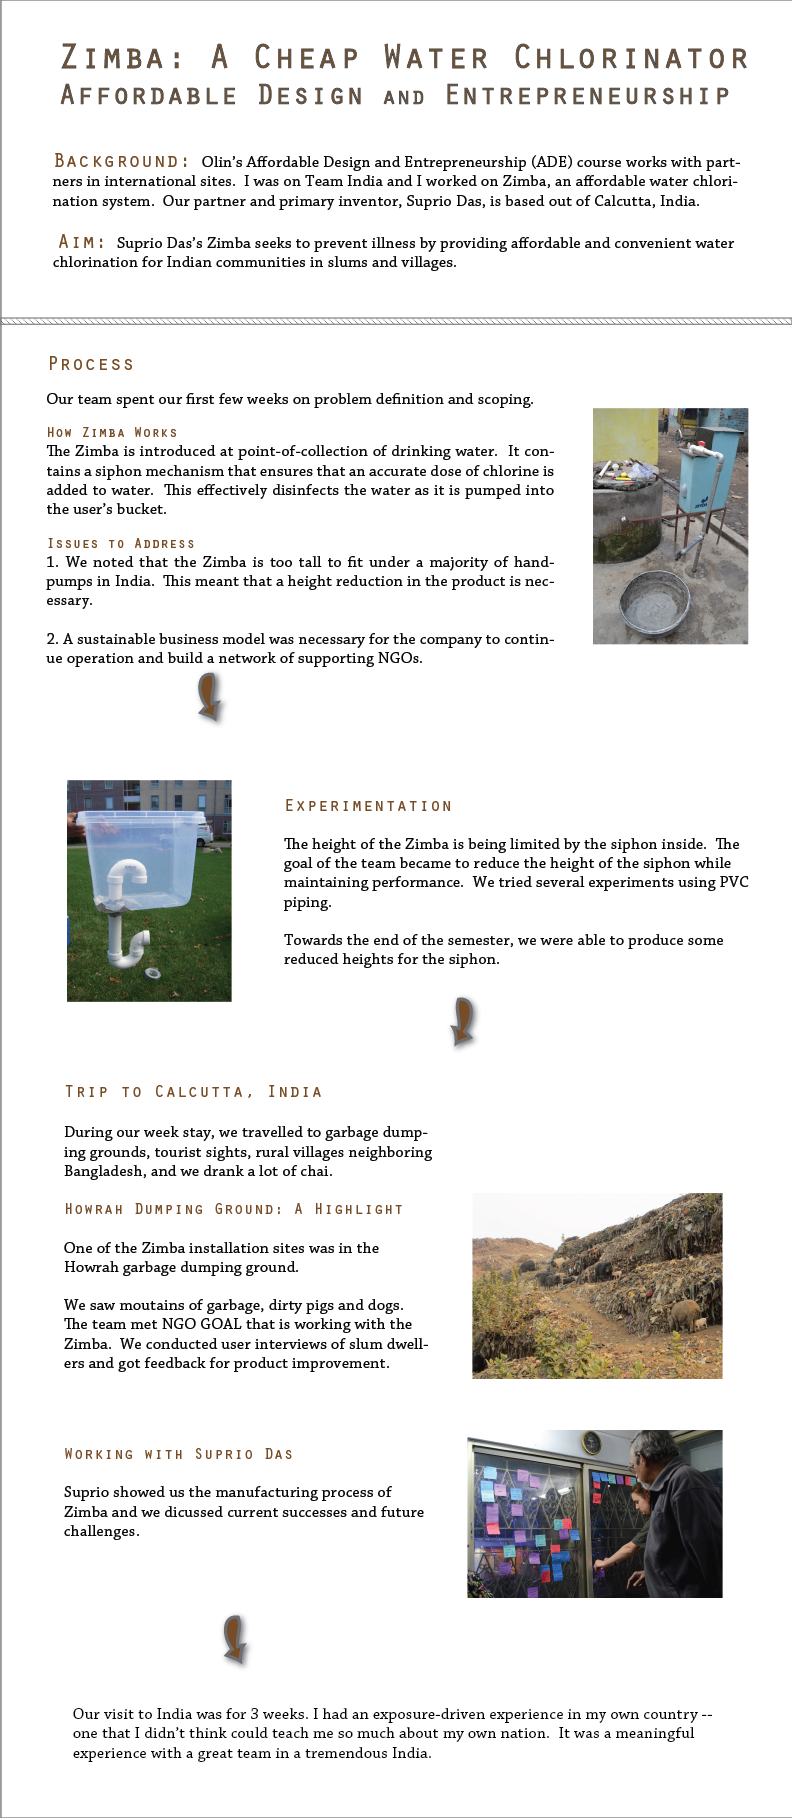 Zimba: A Cheap Water Chlorinator
Affordable Design and Entrepreneurship
Background: Olin’s Affordable Design and Entrepreneurship (ADE) course works with part-
ners in international sites. I was on Team India and I worked on Zimba, an affordable water chlori-
nation system. Our partner and primary inventor, Suprio Das, is based out of Calcutta, India.
Aim: Suprio Das’s Zimba seeks to prevent illness by providing affordable and convenient water
chlorination for Indian communities in slums and villages.
Process
Our team spent our first few weeks on problem definition and scoping.
How Zimba Works
The Zimba is introduced at point-of-collection of drinking water. It con-
tains a siphon mechanism that ensures that an accurate dose of chlorine is
added to water. This effectively disinfects the water as it is pumped into
the user’s bucket.
Issues to Address
1. We noted that the Zimba is too tall to fit under a majority of hand-
pumps in India. This meant that a height reduction in the product is nec-
essary.
2. A sustainable business model was necessary for the company to contin-
ue operation and build a network of supporting NGOs.
Experimentation
The height of the Zimba is being limited by the siphon inside. The
goal of the team became to reduce the height of the siphon while
maintaining performance. We tried several experiments using PVC
piping.
Towards the end of the semester, we were able to produce some
reduced heights for the siphon.
Trip to Calcutta, India
During our week stay, we travelled to garbage dump-
ing grounds, tourist sights, rural villages neighboring
Bangladesh, and we drank a lot of chai.
Howrah Dumping Ground: A Highlight
One of the Zimba installation sites was in the
Howrah garbage dumping ground.
We saw moutains of garbage, dirty pigs and dogs.
The team met NGO GOAL that is working with the
Zimba. We conducted user interviews of slum dwell-
ers and got feedback for product improvement.
Working with Suprio Das
Suprio showed us the manufacturing process of
Zimba and we dicussed current successes and future
challenges.
Our visit to India was for 3 weeks. I had an exposure-driven experience in my own country --
one that I didn’t think could teach me so much about my own nation. It was a meaningful
experience with a great team in a tremendous India.